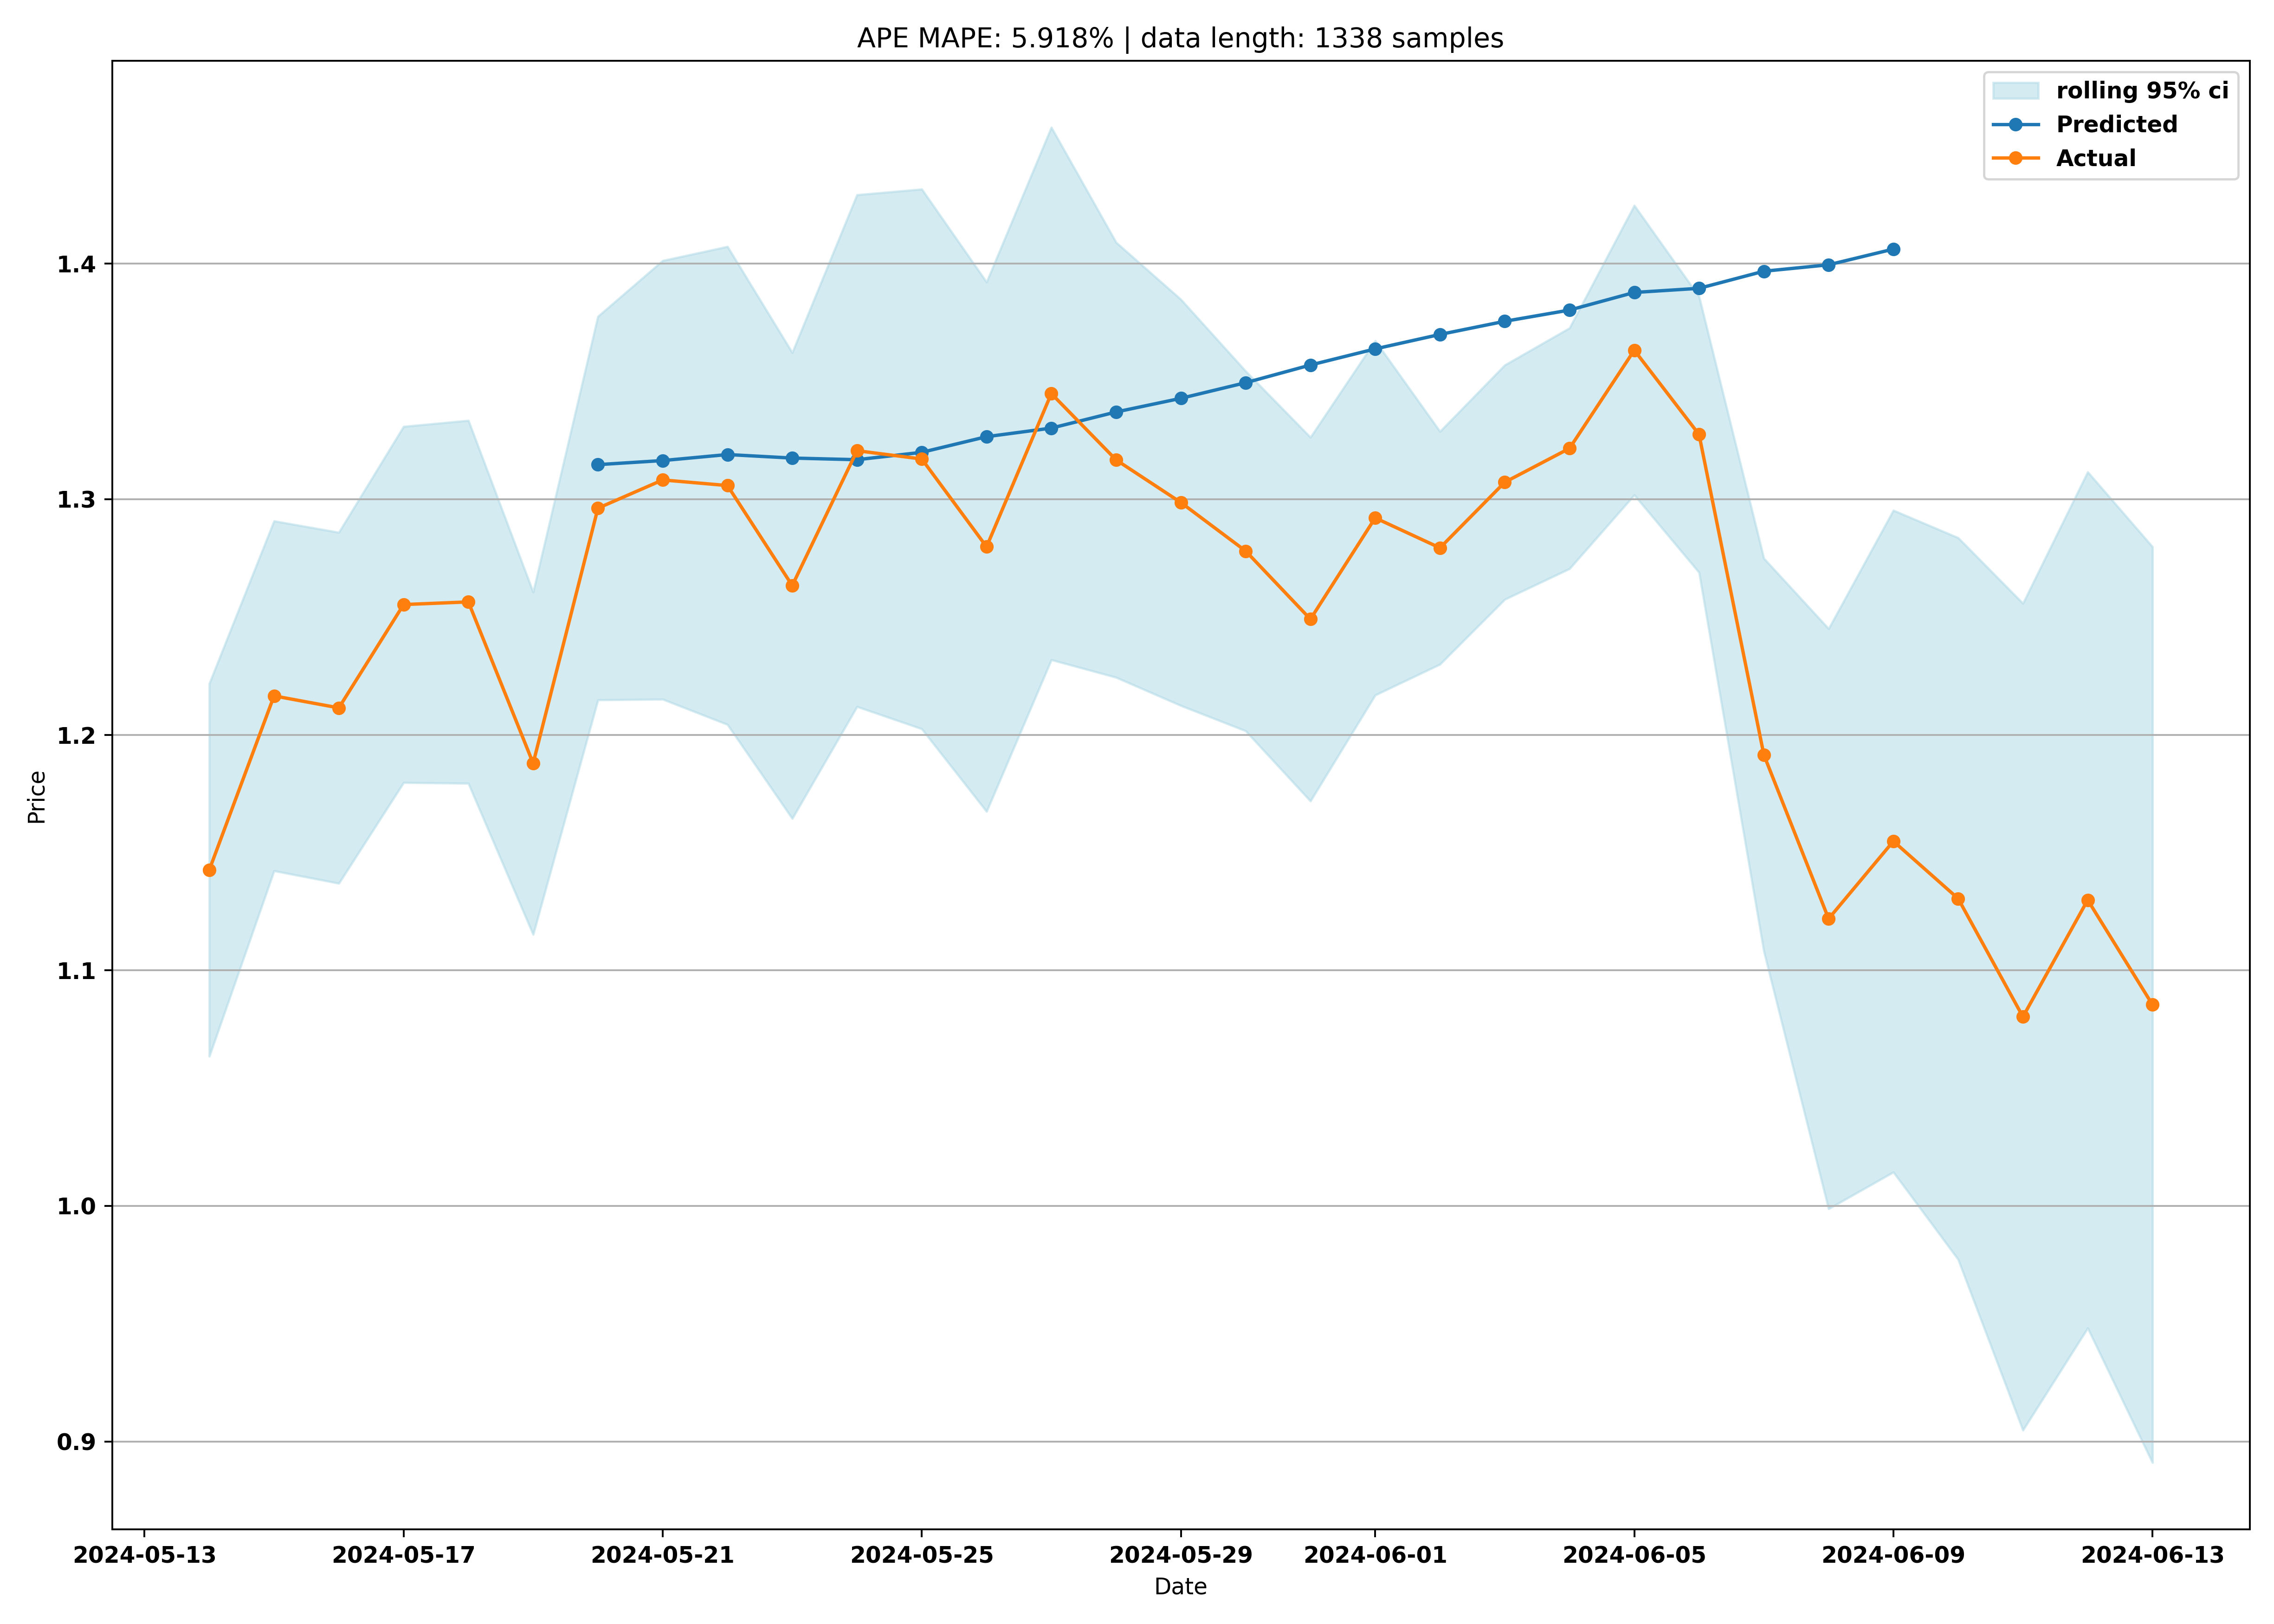 APE MAPE: 5.918% | data length: 1338 samples
rolling 95% ci
Predicted
Actual
1.4
1.3
1.2
1.1
1.0
0.9
Price
2024-05-13
2024-05-17
2024-05-21
2024-05-25
2024-05-29
2024-06-01
2024-06-05
2024-06-09
2024-06-13
Date